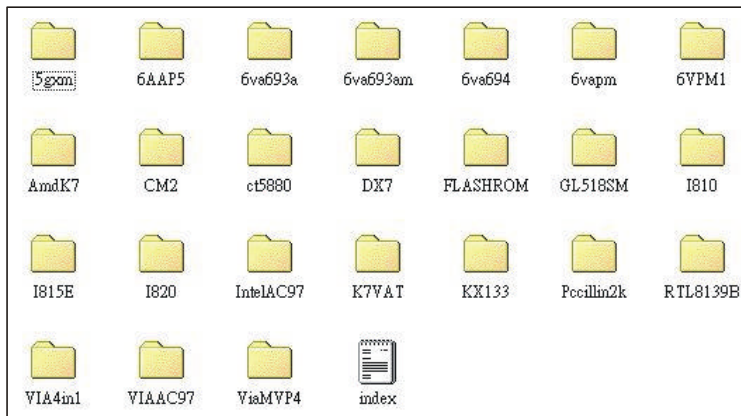 5gxm 6AAP5 6va693a 6va693am 6va694 6vapm 6VPM1
AmdK7 CM2 ct5880 DX7 FLASHROM GL518SM I810
I815E I820 IntelAC97 K7VAT KX133 Pccillin2k RTL8139B
VIA4in1 VIAAC97 ViaMVP4 index